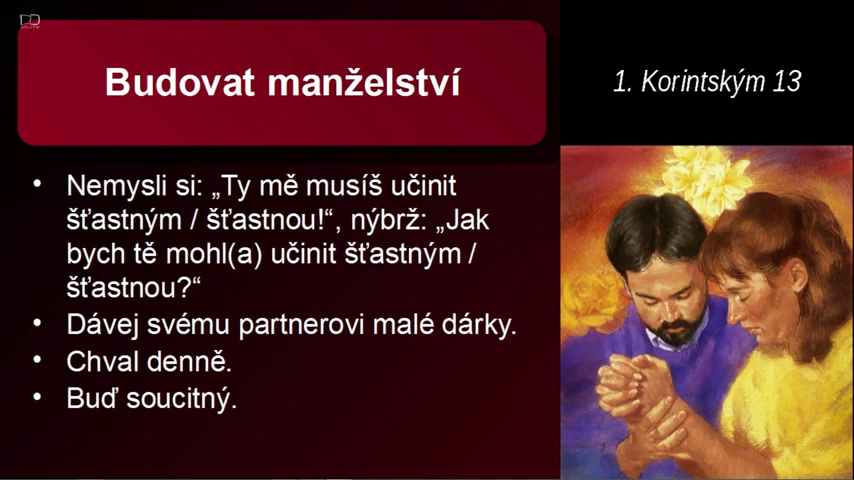 Budovat manželství
1. Korintským 13
• Nemysli si: „Ty mě musíš učinit
šťastným / šťastnou!“, nýbrž: „Jak
bych tě mohl(a) učinit šťastným /
šťastnou?“
• Dávej svému partnerovi malé dárky.
• Chval denně.
• Buď soucitný.